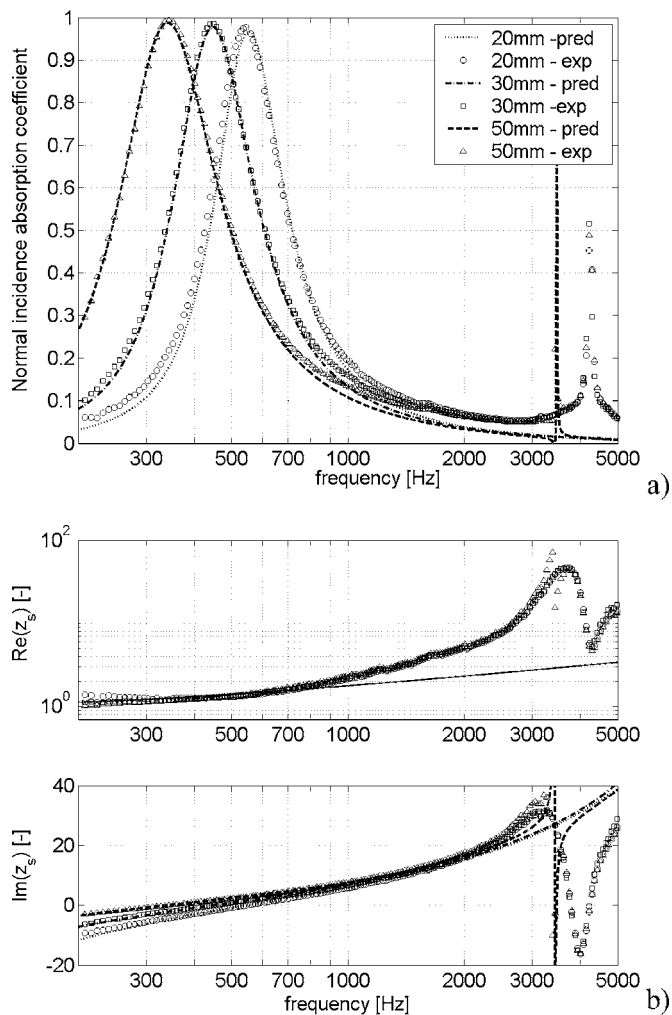 1
0.9
0.8
0.7
0.6
0.5
0.4
0.3
0.2
0.1
0
Normal incidence absorption coefficient
20mm -pred
20mm - exp
30mm - pred
30mm -exp
50mm - pred
50mm - exp
300 500 700 1000 2000 3000 5000
frequency [Hz]
a)
10^2
10^0
Re(z_s) [-]
300 500 700 1000 2000 3000 5000
40
20
0
-20
Im(z_s) [-]
300 500 700 1000 2000 3000 5000
frequency [Hz]
b)